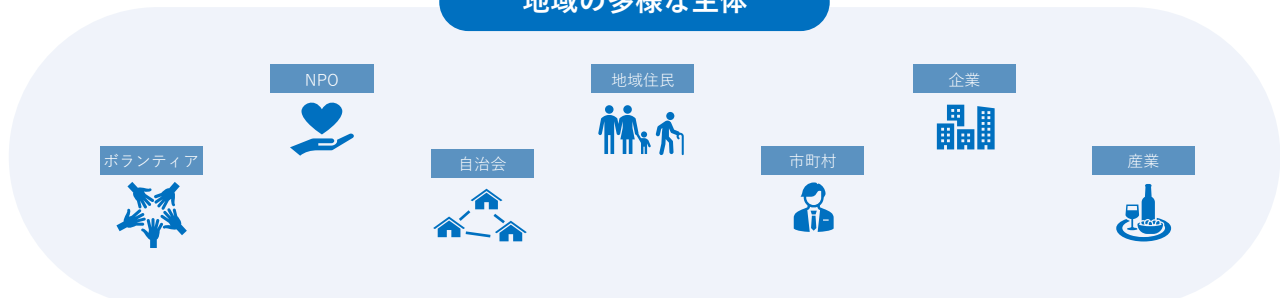 地域の多様な主体
NPO
地域住民
企業
ボランティア
自治会
市町村
産業